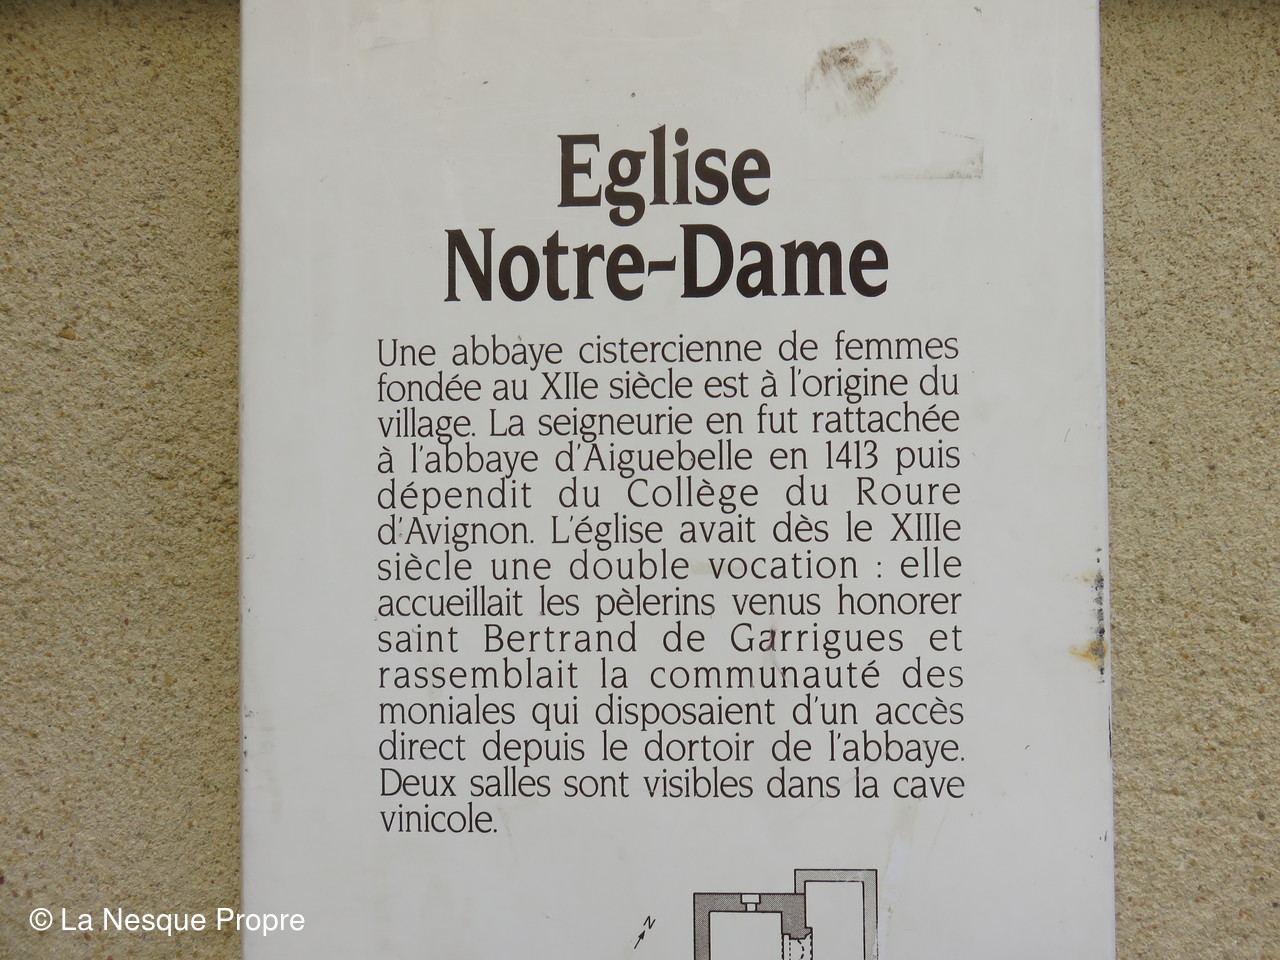 Eglise
Notre-Dame
Une abbaye cistercienne de femmes
fondée au XIIe siècle est à l'origine du
village. La seigneurie en fut rattachée
à l'abbaye d'Aiguebelle en 1413 puis
dépendit du Collège du Roure
d'Avignon. L'église avait dès le XIIIe
siècle une double vocation : elle
accueillait les pèlerins venus honorer
saint Bertrand de Garrigues et
rassemblait la communauté des
moniales qui disposaient d'un accès
direct depuis le dortoir de l'abbaye.
Deux salles sont visibles dans la cave
vinicole.
N
© La Nesque Propre